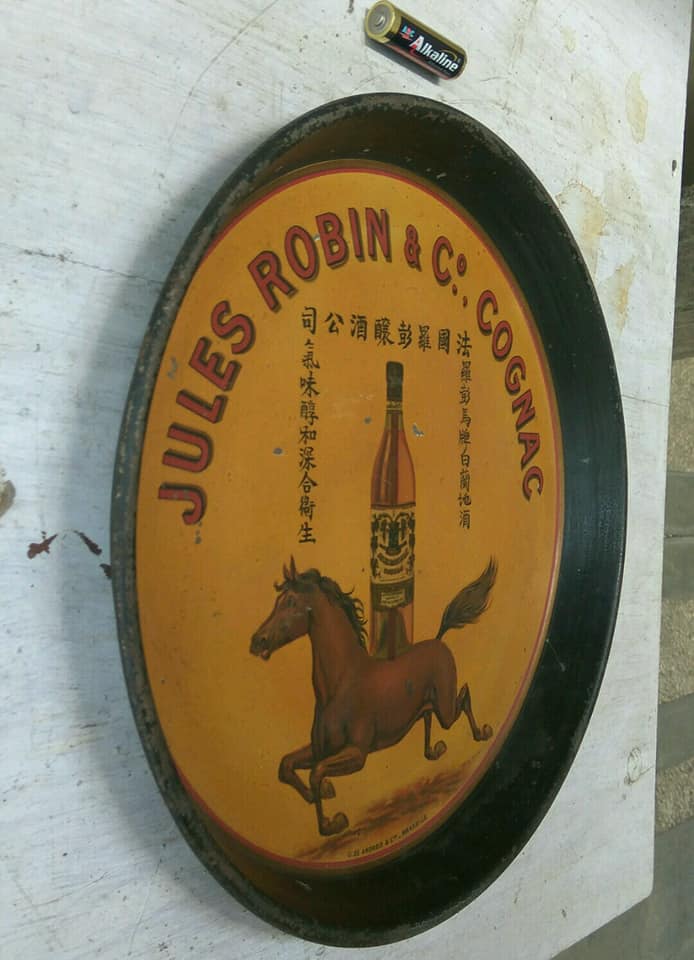 ABC
Alkaline
JULES ROBIN & Cº., COGNAC
法國羅彭釀酒公司
羅彭馬牌白蘭地酒
氣味醇和深合衛生